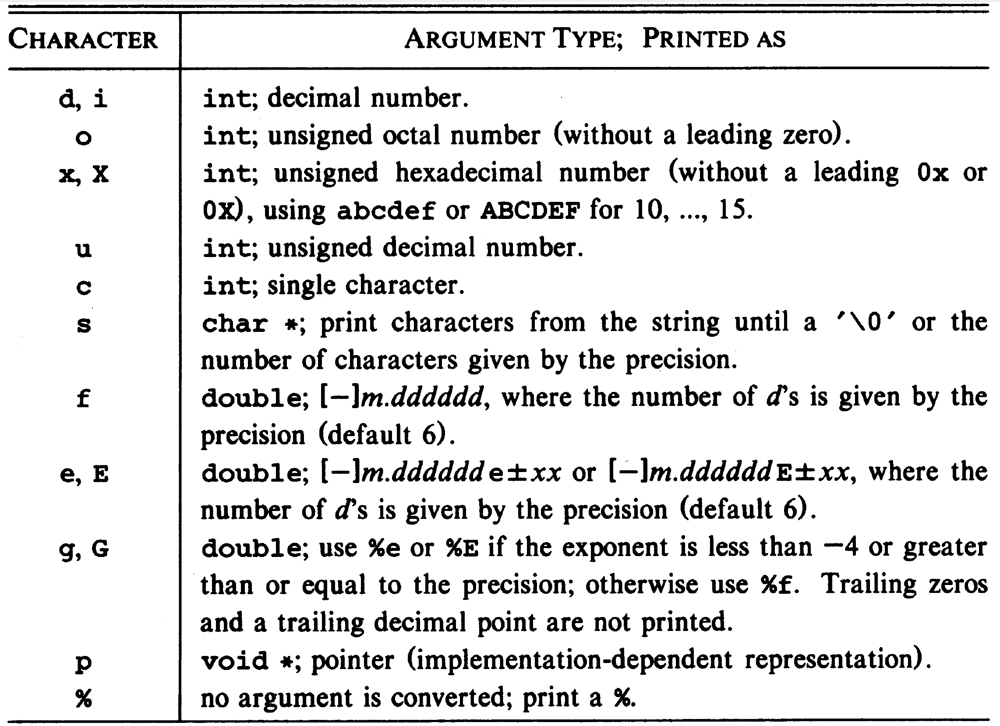 CHARACTER ARGUMENT TYPE; PRINTED AS
d, i int; decimal number.
o int; unsigned octal number (without a leading zero).
x, X int; unsigned hexadecimal number (without a leading 0x or
0X), using abcdef or ABCDEF for 10, ..., 15.
u int; unsigned decimal number.
c int; single character.
s char *; print characters from the string until a '\0' or the
number of characters given by the precision.
f double; [−]m.dddddd, where the number of d's is given by the
precision (default 6).
e, E double; [−]m.dddddde±xx or [−]m.ddddddE±xx, where the
number of d's is given by the precision (default 6).
g, G double; use %e or %E if the exponent is less than −4 or greater
than or equal to the precision; otherwise use %f. Trailing zeros
and a trailing decimal point are not printed.
p void *; pointer (implementation-dependent representation).
% no argument is converted; print a %.